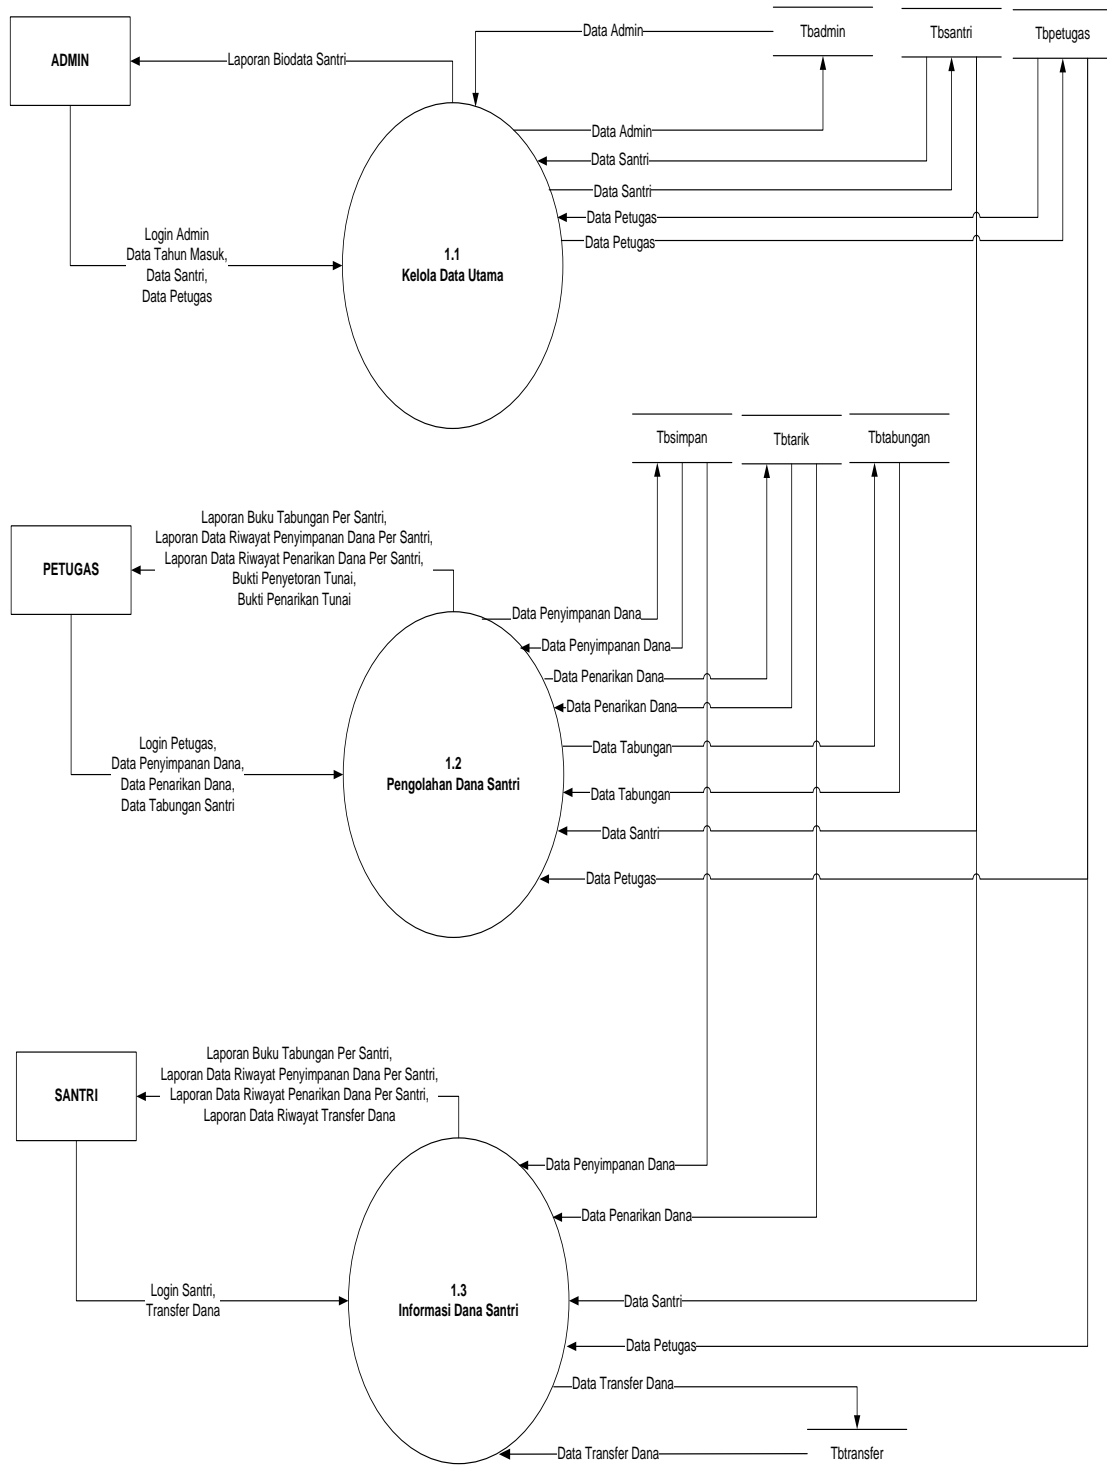 Tbadmin
Tbsantri
Tbpetugas
Data Admin
ADMIN
Laporan Biodata Santri
Data Admin
Data Santri
Data Santri
Data Petugas
Data Petugas
Login Admin
Data Tahun Masuk,
Data Santri,
Data Petugas
1.1
Kelola Data Utama
Tbsimpan
Tbtarik
Tbtabungan
Laporan Buku Tabungan Per Santri,
Laporan Data Riwayat Penyimpanan Dana Per Santri,
Laporan Data Riwayat Penarikan Dana Per Santri,
Bukti Penyetoran Tunai,
Bukti Penarikan Tunai
PETUGAS
Data Penyimpanan Dana
Data Penyimpanan Dana
Data Penarikan Dana
Data Penarikan Dana
Data Tabungan
Data Tabungan
Data Santri
Data Petugas
Login Petugas,
Data Penyimpanan Dana,
Data Penarikan Dana,
Data Tabungan Santri
1.2
Pengolahan Dana Santri
Laporan Buku Tabungan Per Santri,
Laporan Data Riwayat Penyimpanan Dana Per Santri,
Laporan Data Riwayat Penarikan Dana Per Santri,
Laporan Data Riwayat Transfer Dana
SANTRI
Data Penyimpanan Dana
Data Penarikan Dana
Login Santri,
Transfer Dana
1.3
Informasi Dana Santri
Data Santri
Data Petugas
Data Transfer Dana
Data Transfer Dana
Tbtransfer